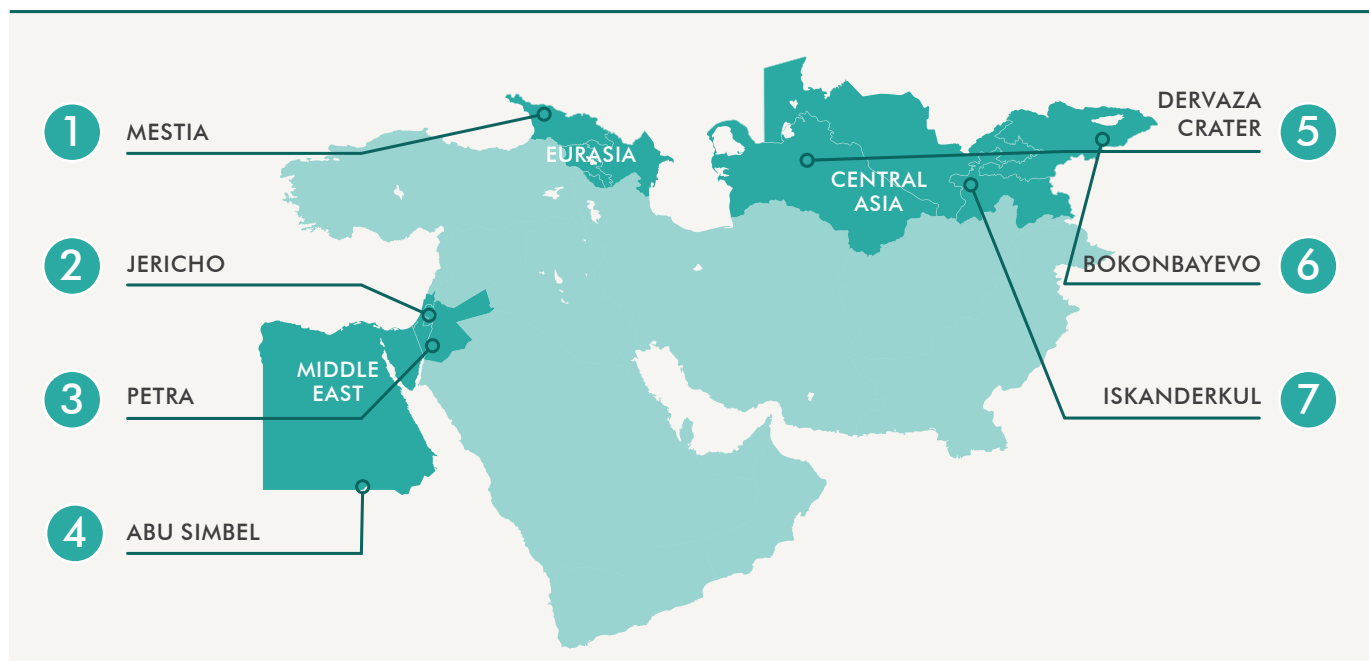 1
MESTIA
2
JERICHO
3
PETRA
4
ABU SIMBEL
EURASIA
MIDDLE
EAST
CENTRAL
ASIA
DERVAZA
CRATER
5
BOKONBAYEVO
6
ISKANDERKUL
7